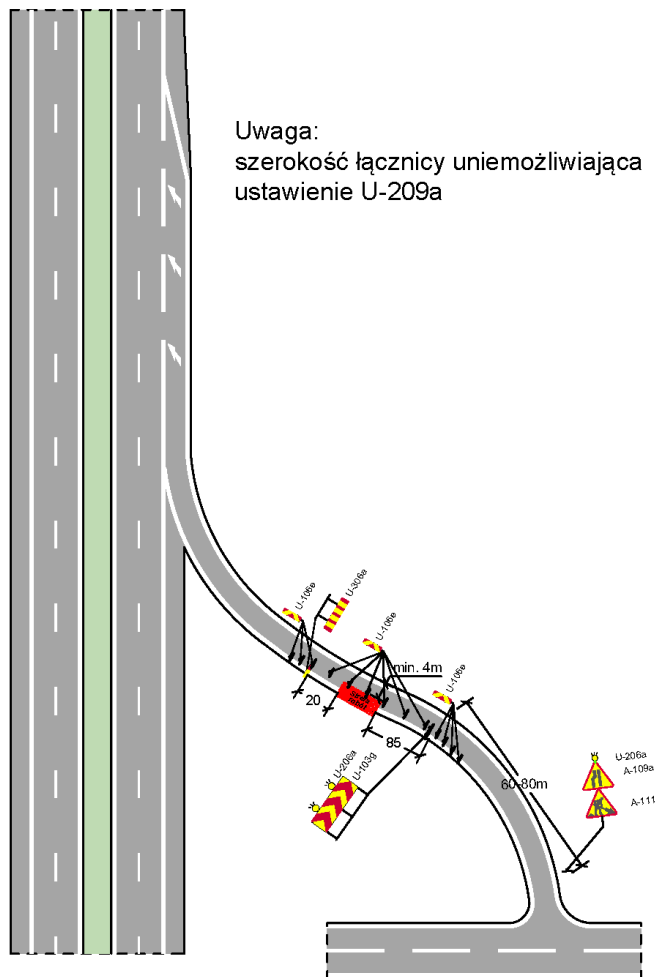 Uwaga:
szerokość łącznicy uniemożliwiająca
ustawienie U-209a
U-106e
U-306a
U-106e
min. 4m
U-106e
20
85
U-206a
U-103g
60-80m
U-206a
A-109a
A-111